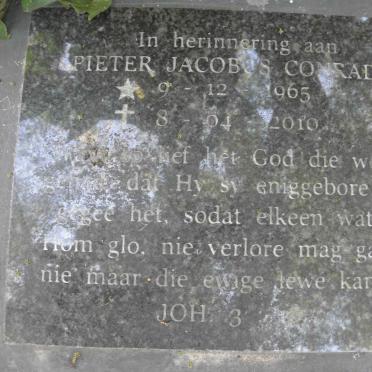 In herinnering aan
PIETER JACOBUS CONRAD
9 - 12 1965
8 - 04 2010
lief het God die
dat Hy sy eniggebore
gegee het, sodat elkeen wat
Hom glo, nie verlore mag ga
nie maar die ewige lewe kan
JOH 3